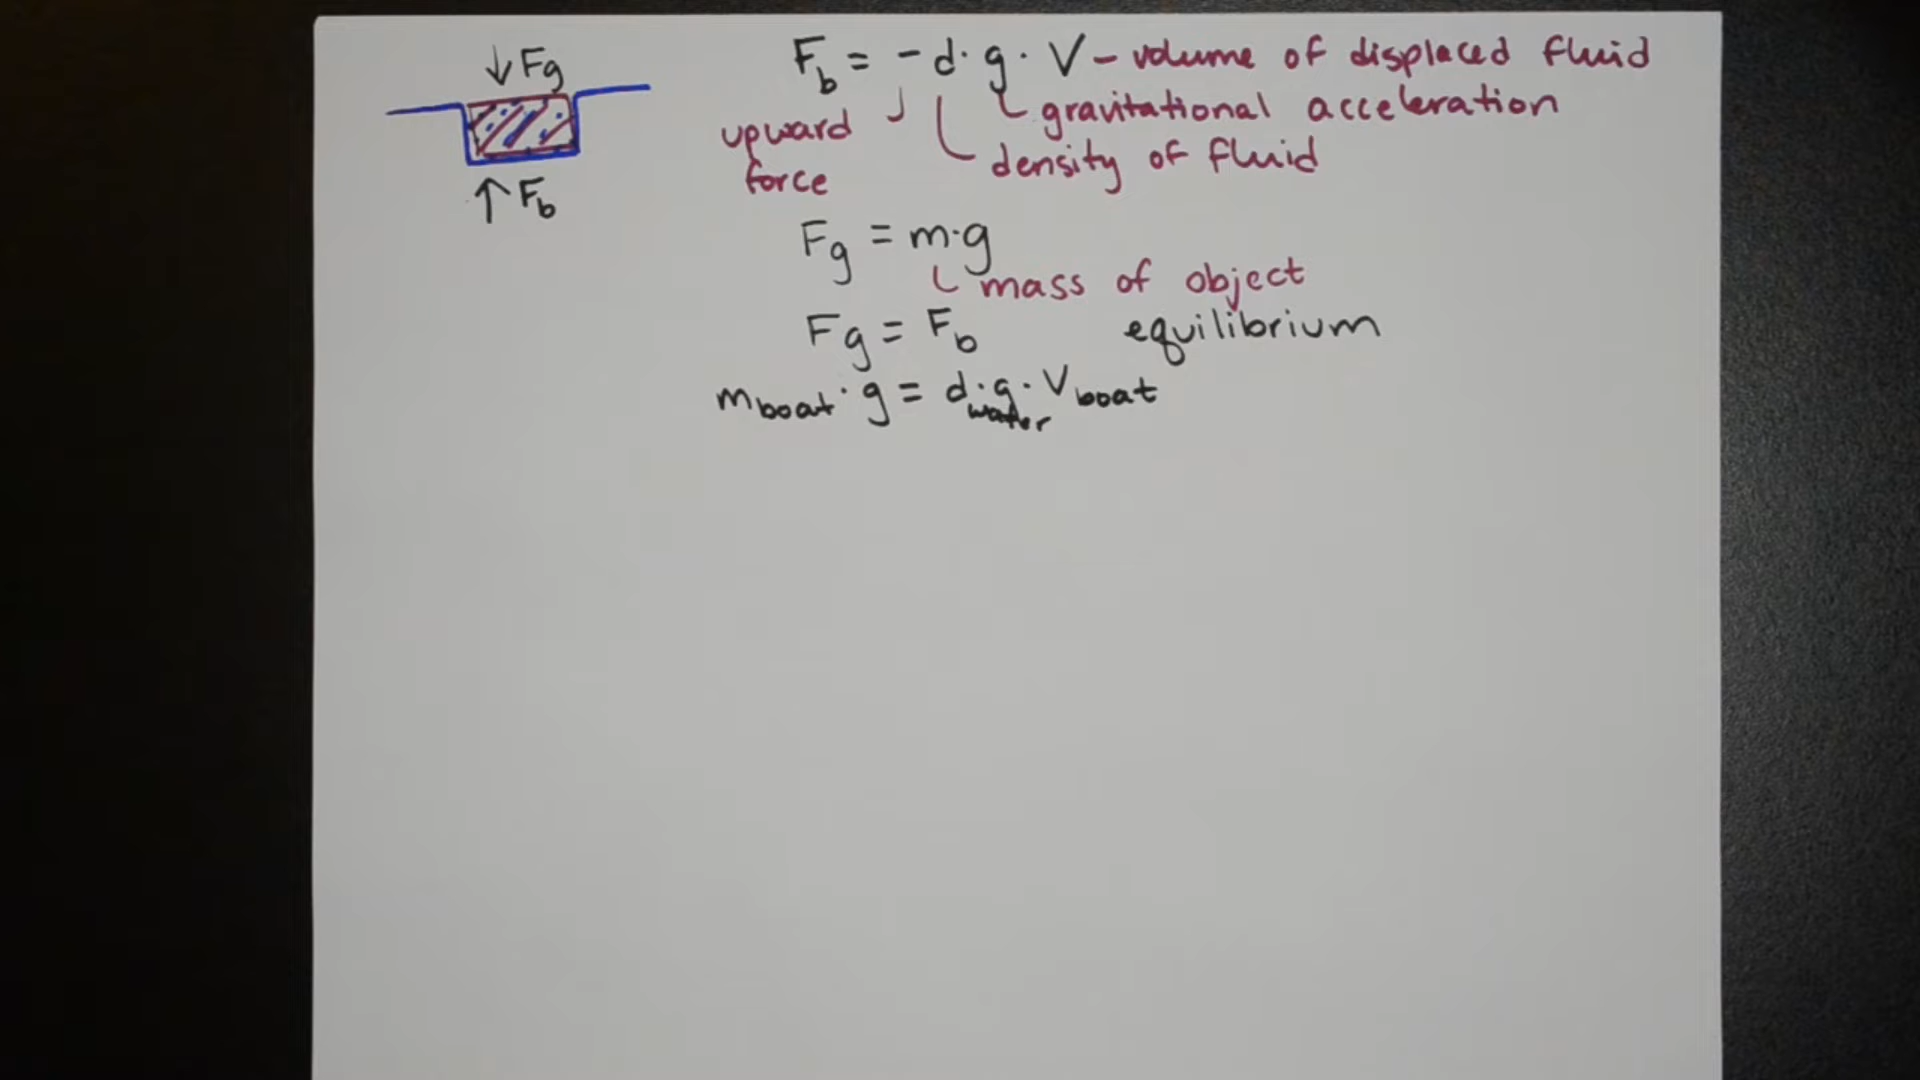 ↓ Fg
↑ Fb
Fb = - d · g · V - volume of displaced fluid
gravitational acceleration
upward force
density of fluid
Fg = m·g
mass of object
Fg = Fb equilibrium
mboat · g = dwater · g · Vboat